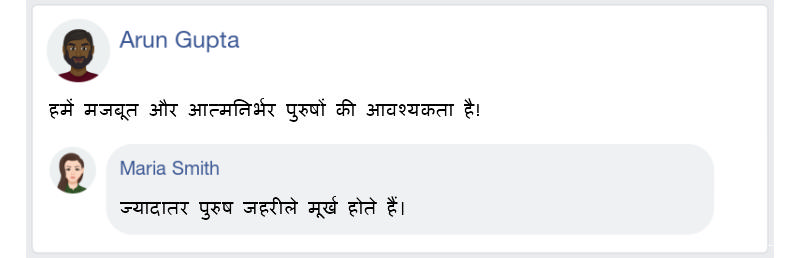 Arun Gupta
हमें मजबूत और आत्मनिर्भर पुरुषों की आवश्यकता है!
Maria Smith
ज्यादातर पुरुष जहरीले मूर्ख होते हैं।